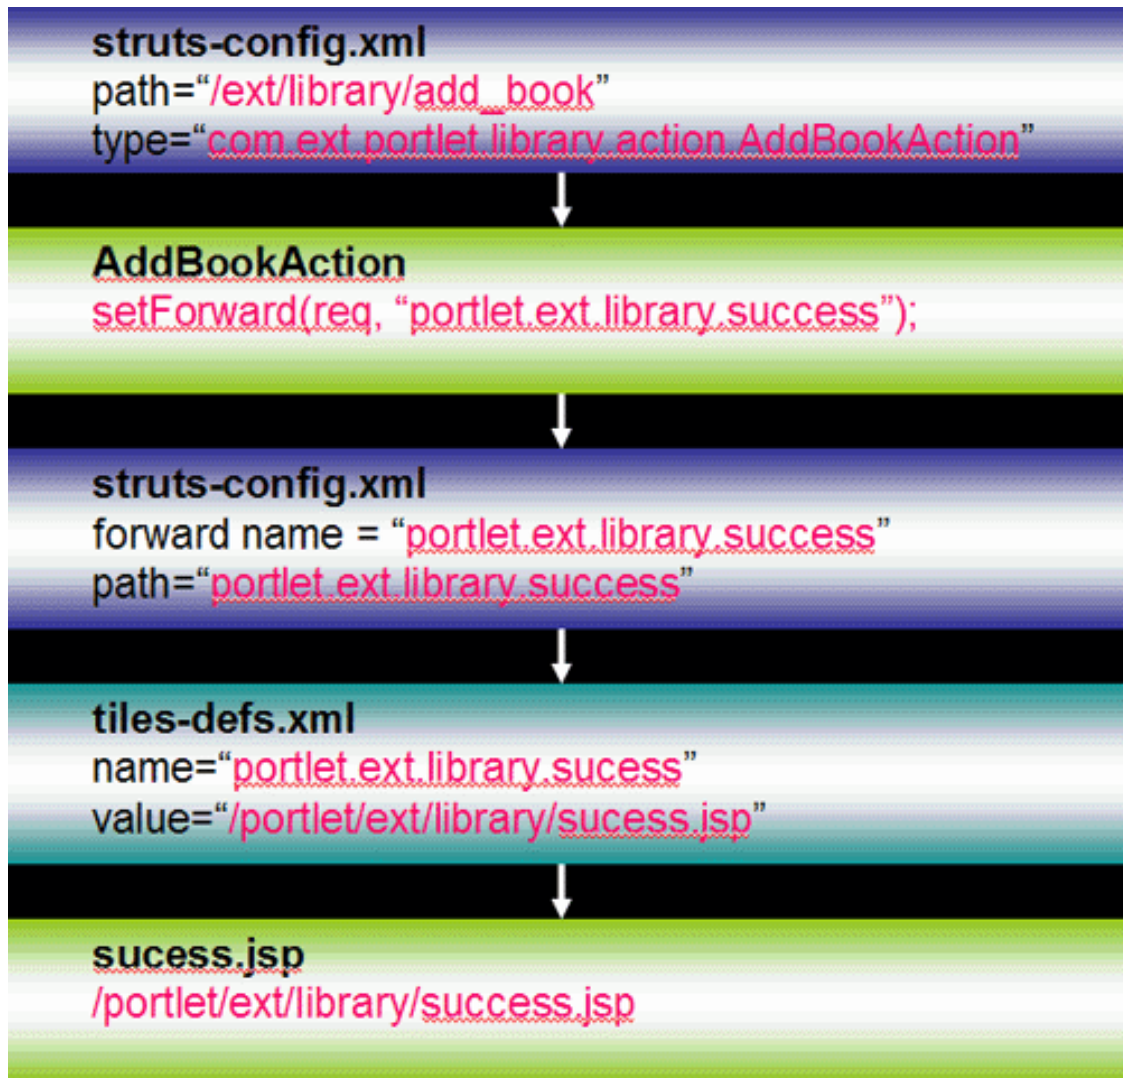 struts-config.xml
path=“/ext/library/add_book”
type=“com.ext.portlet.library.action.AddBookAction”
AddBookAction
setForward(req, “portlet.ext.library.success”);
struts-config.xml
forward name = “portlet.ext.library.success”
path=“portlet.ext.library.success”
tiles-defs.xml
name=“portlet.ext.library.sucess”
value=“/portlet/ext/library/sucess.jsp”
sucess.jsp
/portlet/ext/library/success.jsp